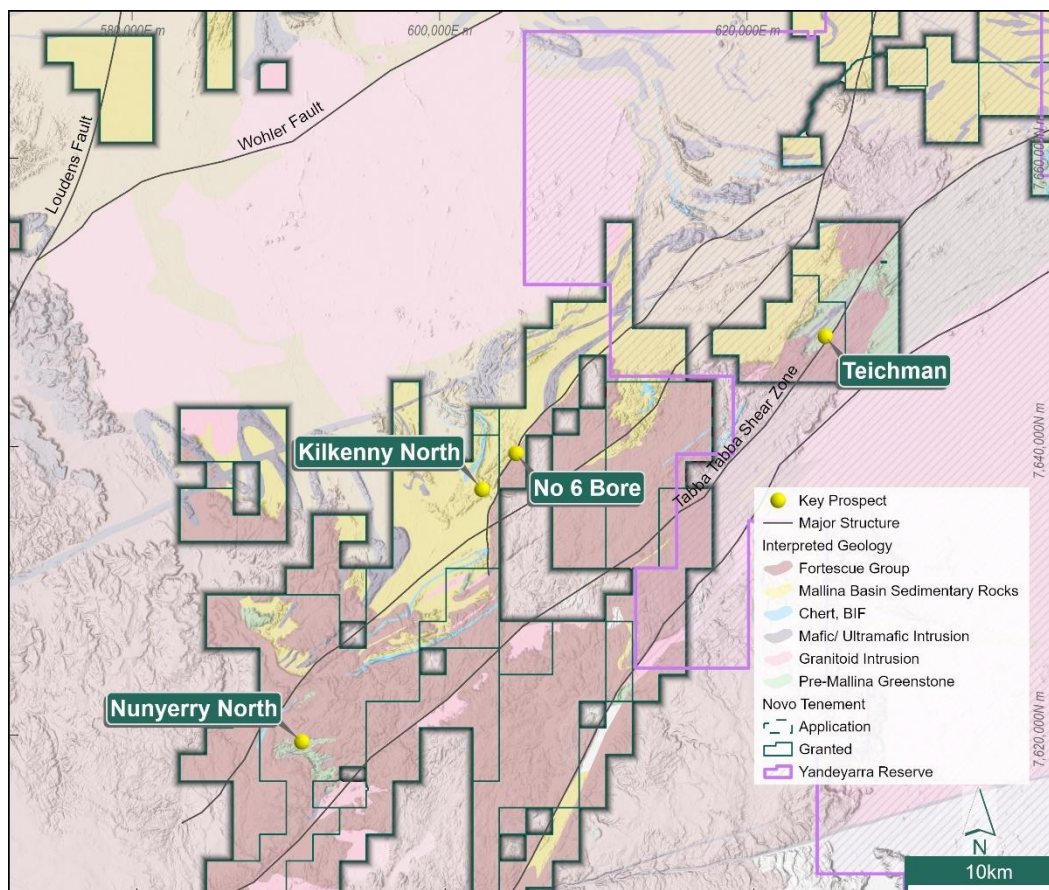 580,000E m
600,000E m
620,000E m
Loudens Fault
Wohler Fault
7,660,000N m
Teichman
Kilkenny North
No 6 Bore
Tabba Tabba Shear Zone
7,640,000N m
Nunyerry North
Key Prospect
Major Structure
Interpreted Geology
Fortescue Group
Mallina Basin Sedimentary Rocks
Chert, BIF
Mafic/ Ultramafic Intrusion
Granitoid Intrusion
Pre-Mallina Greenstone
Novo Tenement
Application
Granted
Yandeyarra Reserve
7,620,000N m
N
10km